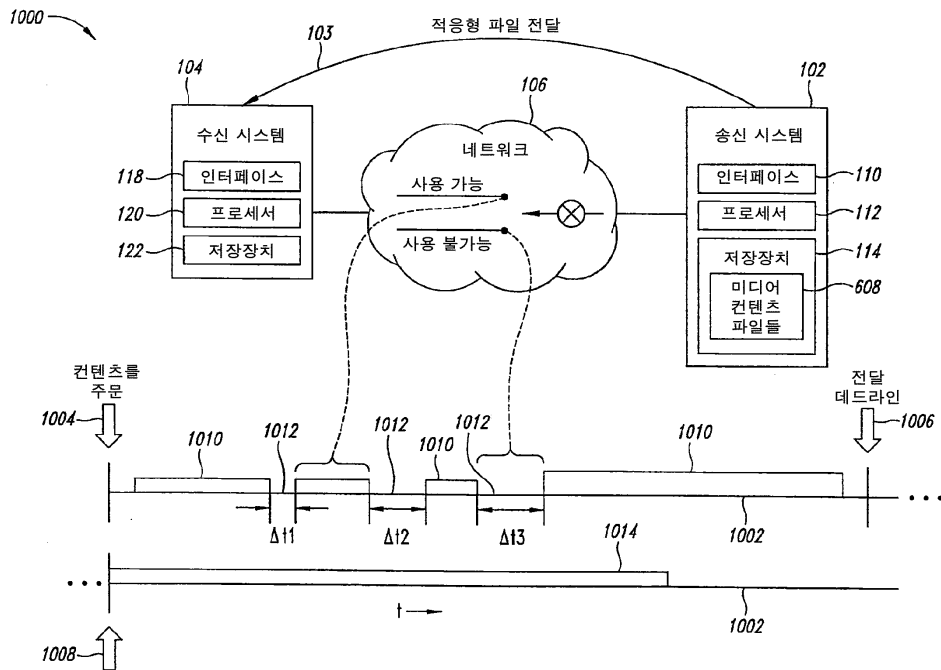 1000
적응형 파일 전달
103
104
106
102
수신 시스템
네트워크
송신 시스템
118
인터페이스
사용 가능
인터페이스
110
120
프로세서
프로세서
112
122
저장장치
사용 불가능
저장장치
114
미디어
컨텐츠
파일들
608
컨텐츠를
주문
전달
데드라인
1004
1006
1010
1012
1012
1010
1012
1010
Δt1
Δt2
Δt3
1002
1014
t
1002
1008